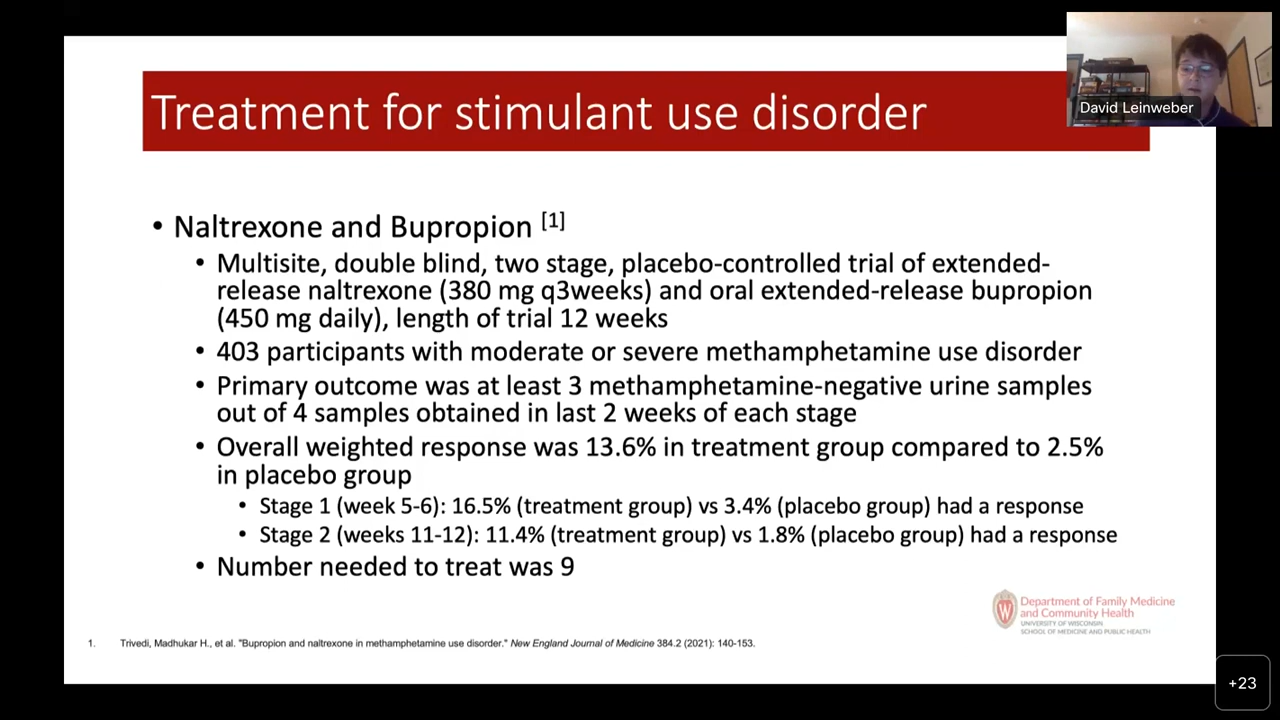 Treatment for stimulant use disorder
David Leinweber
• Naltrexone and Bupropion [1]
• Multisite, double blind, two stage, placebo-controlled trial of extended-
release naltrexone (380 mg q3weeks) and oral extended-release bupropion
(450 mg daily), length of trial 12 weeks
• 403 participants with moderate or severe methamphetamine use disorder
• Primary outcome was at least 3 methamphetamine-negative urine samples
out of 4 samples obtained in last 2 weeks of each stage
• Overall weighted response was 13.6% in treatment group compared to 2.5%
in placebo group
• Stage 1 (week 5-6): 16.5% (treatment group) vs 3.4% (placebo group) had a response
• Stage 2 (weeks 11-12): 11.4% (treatment group) vs 1.8% (placebo group) had a response
• Number needed to treat was 9
W
Department of Family Medicine
and Community Health
UNIVERSITY OF WISCONSIN
SCHOOL OF MEDICINE AND PUBLIC HEALTH
1. Trivedi, Madhukar H., et al. "Bupropion and naltrexone in methamphetamine use disorder." New England Journal of Medicine 384.2 (2021): 140-153.
+23